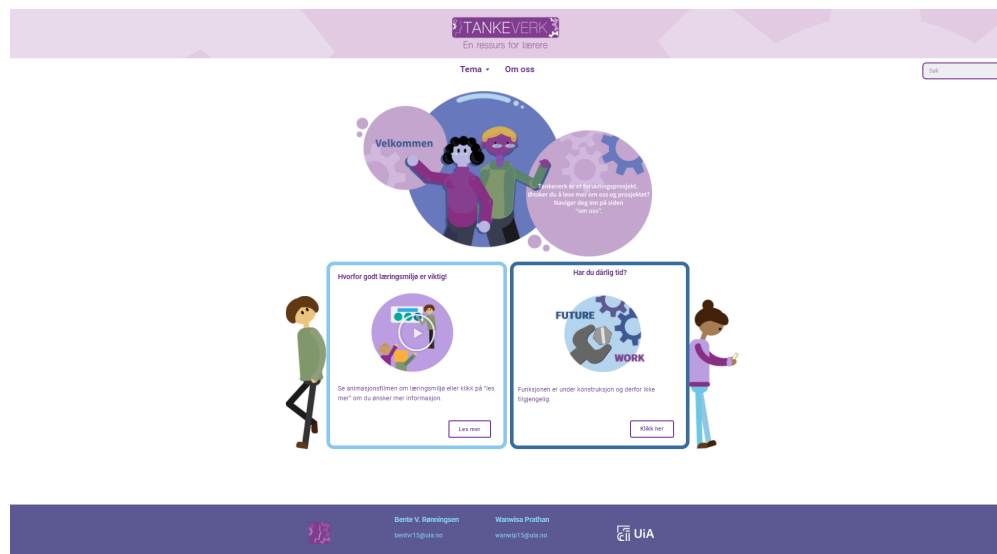 TANKEVERK
En ressurs for lærere
Tema
Om oss
Søk
Velkommen
Tankeverk er et forskningsprosjekt.
Ønsker du å lese mer om oss og prosjektet?
Naviger deg inn på siden
"om oss".
Hvorfor godt læringsmiljø er viktig!
Se animasjonsfilmen om læringsmiljø eller klikk på "les
mer" om du ønsker mer informasjon.
Les mer
Har du dårlig tid?
FUTURE
WORK
Funksjonen er under konstruksjon og derfor ikke
tilgjengelig.
Klikk her
Bente V. Rønningsen
bentvr15@uia.no
Wanwisa Prathan
wanwip15@uia.no
UiA